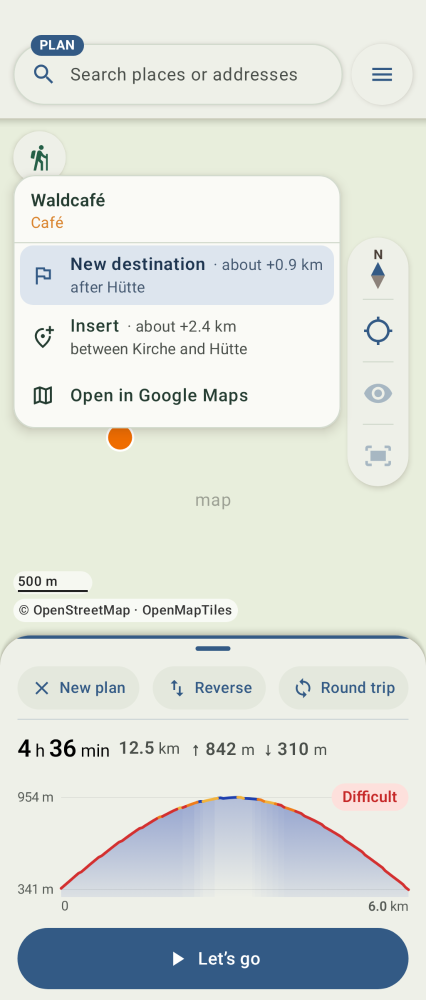 PLAN
Search places or addresses
Waldcafé
Café
New destination · about +0.9 km
after Hütte
Insert · about +2.4 km
between Kirche and Hütte
Open in Google Maps
N
map
500 m
© OpenStreetMap · OpenMapTiles
New plan
Reverse
Round trip
4 h 36 min 12.5 km ↑ 842 m ↓ 310 m
954 m
Difficult
341 m
0
6.0 km
Let's go